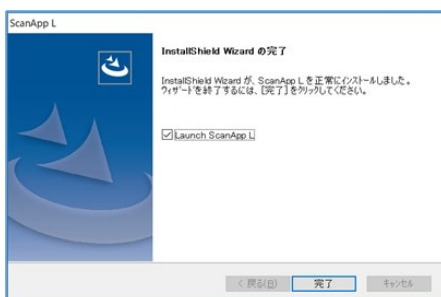 ScanApp L
InstallShield Wizard の完了
InstallShield Wizard が、ScanApp L を正常にインストールしました。
ウィザードを終了するには、[完了]をクリックしてください。
Launch ScanApp L
< 戻る(B)
完了
キャンセル